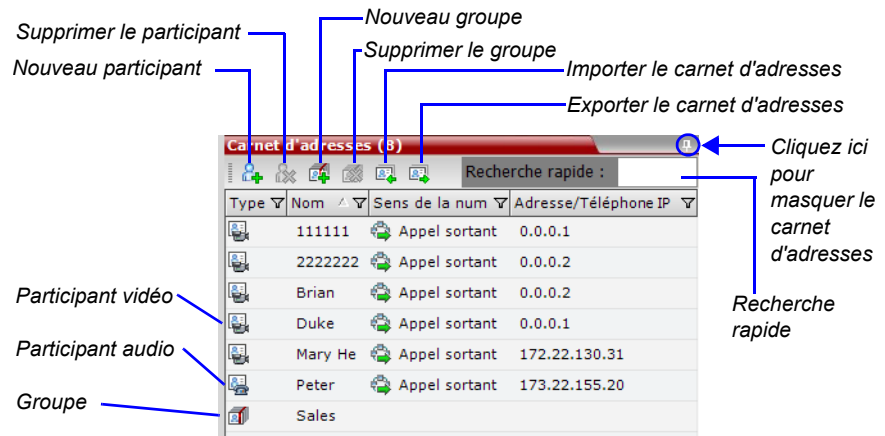 Nouveau groupe
Supprimer le participant
Supprimer le groupe
Nouveau participant
Importer le carnet d'adresses
Exporter le carnet d'adresses
Carnet d'adresses (8)
Cliquez ici
pour
masquer le
carnet
d'adresses
Recherche rapide :
Type Nom Sens de la num Adresse/Téléphone IP
111111 Appel sortant 0.0.0.1
2222222 Appel sortant 0.0.0.2
Brian Appel sortant 0.0.0.2
Participant vidéo
Duke Appel sortant 0.0.0.1
Recherche
rapide
Participant audio
Mary He Appel sortant 172.22.130.31
Peter Appel sortant 173.22.155.20
Groupe
Sales